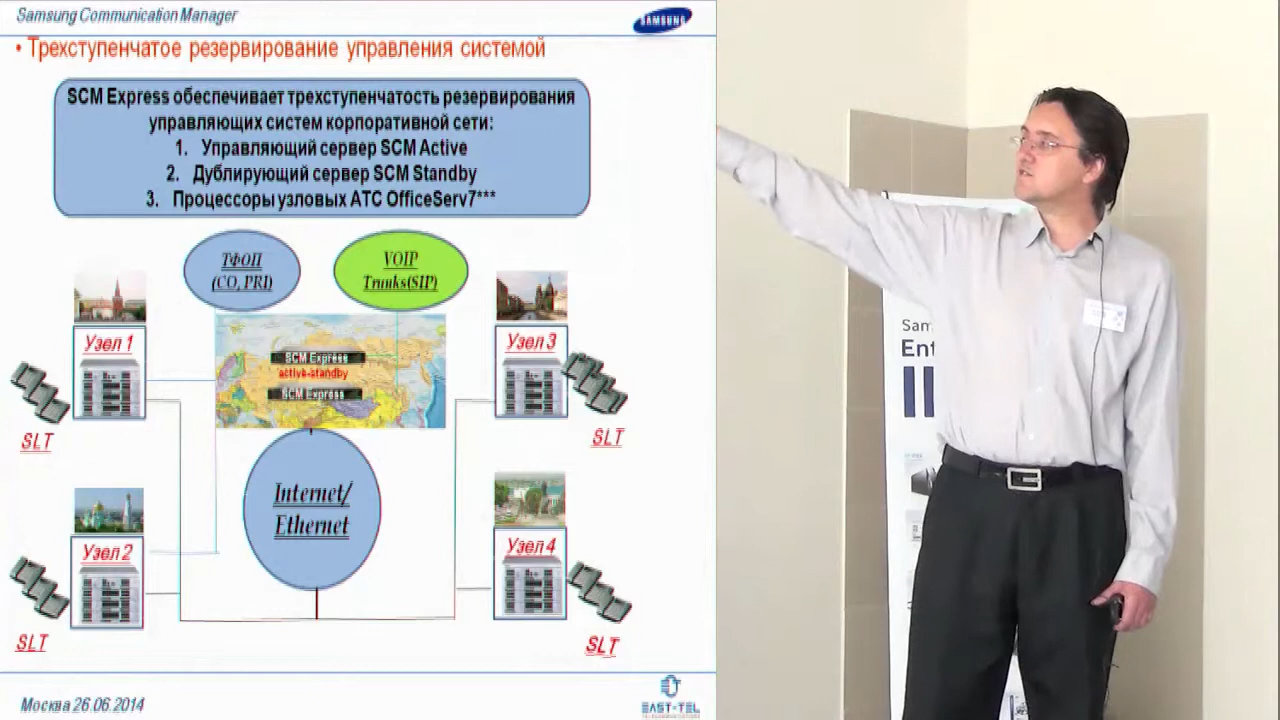 Samsung Communication Manager
SAMSUNG
• Трехступенчатое резервирование управления системой
SCM Express обеспечивает трехступенчатость резервирования
управляющих систем корпоративной сети:
1. Управляющий сервер SCM Active
2. Дублирующий сервер SCM Standby
3. Процессоры узловых АТС OfficeServ7***
ТФОП
(CO, PRI)
VOIP
Trunks(SIP)
Узел 1
Узел 3
SCM Express
active-standby
SCM Express
SLT
SLT
Internet/
Ethernet
Узел 2
Узел 4
SLT
SLT
Москва 26.06.2014
EAST-TEL
Sam
Ent